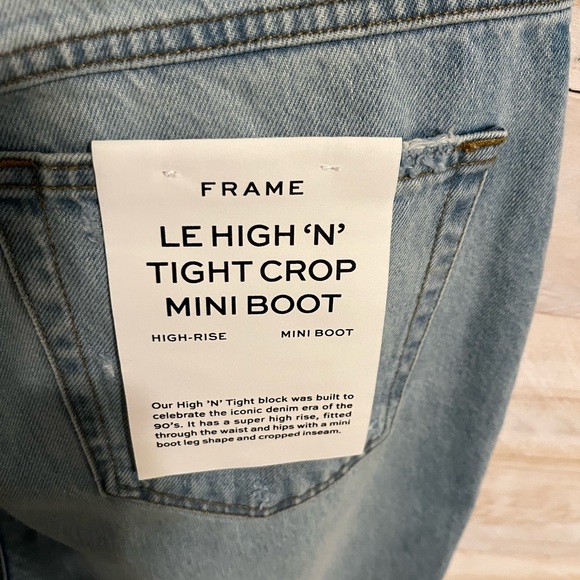 FRAME
LE HIGH ‘N’
TIGHT CROP
MINI BOOT
HIGH-RISE MINI BOOT
Our High ’N’ Tight block was built to
celebrate the iconic denim era of the
90’s. It has a super high rise, fitted
through the waist and hips with a mini
boot leg shape and cropped inseam.